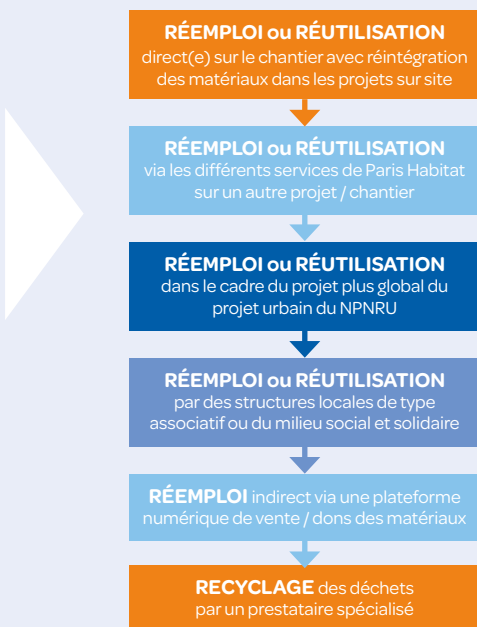 RÉEMPLOI ou RÉUTILISATION
direct(e) sur le chantier avec réintégration
des matériaux dans les projets sur site
RÉEMPLOI ou RÉUTILISATION
via les différents services de Paris Habitat
sur un autre projet / chantier
RÉEMPLOI ou RÉUTILISATION
dans le cadre du projet plus global du
projet urbain du NPNRU
RÉEMPLOI ou RÉUTILISATION
par des structures locales de type
associatif ou du milieu social et solidaire
RÉEMPLOI indirect via une plateforme
numérique de vente / dons des matériaux
RECYCLAGE des déchets
par un prestataire spécialisé